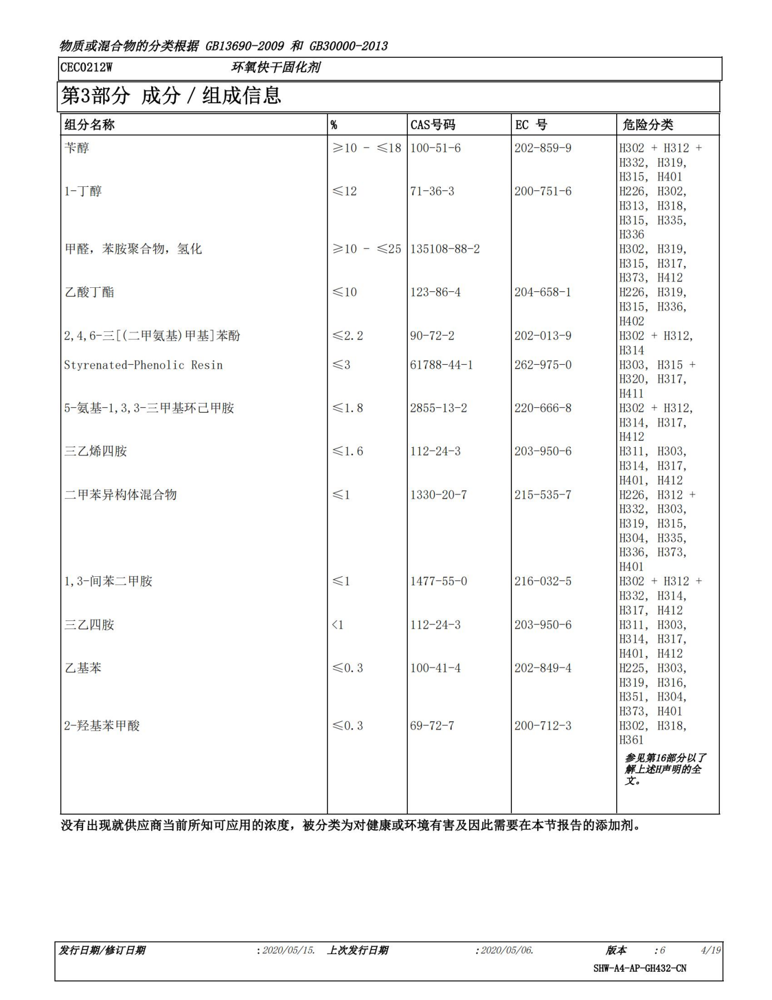 物质或混合物的分类根据 GB13690-2009 和 GB30000-2013
CEC0212W 环氧快干固化剂
第3部分 成分／组成信息
组分名称 % CAS号码 EC 号 危险分类
苄醇 ≥10 - ≤18 100-51-6 202-859-9 H302 + H312 +
H332, H319,
H315, H401
1-丁醇 ≤12 71-36-3 200-751-6 H226, H302,
H313, H318,
H315, H335,
H336
甲醛, 苯胺聚合物, 氢化 ≥10 - ≤25 135108-88-2 H302, H319,
H315, H317,
H373, H412
乙酸丁酯 ≤10 123-86-4 204-658-1 H226, H319,
H315, H336,
H402
2,4,6-三[(二甲氨基)甲基]苯酚 ≤2.2 90-72-2 202-013-9 H302 + H312,
H314
Styrenated-Phenolic Resin ≤3 61788-44-1 262-975-0 H303, H315 +
H320, H317,
H411
5-氨基-1,3,3-三甲基环己甲胺 ≤1.8 2855-13-2 220-666-8 H302 + H312,
H314, H317,
H412
三乙烯四胺 ≤1.6 112-24-3 203-950-6 H311, H303,
H314, H317,
H401, H412
二甲苯异构体混合物 ≤1 1330-20-7 215-535-7 H226, H312 +
H332, H303,
H319, H315,
H304, H335,
H336, H373,
H401
1,3-间苯二甲胺 ≤1 1477-55-0 216-032-5 H302 + H312 +
H332, H314,
H317, H412
三乙四胺 <1 112-24-3 203-950-6 H311, H303,
H314, H317,
H401, H412
乙基苯 ≤0.3 100-41-4 202-849-4 H225, H303,
H319, H316,
H351, H304,
H373, H401
2-羟基苯甲酸 ≤0.3 69-72-7 200-712-3 H302, H318,
H361
参见第16部分以了
解上述H声明的全
文。
没有出现就供应商当前所知可应用的浓度，被分类为对健康或环境有害及因此需要在本节报告的添加剂。
发行日期/修订日期 : 2020/05/15. 上次发行日期 : 2020/05/06. 版本 : 6 4/19
SHW-A4-AP-GH432-CN